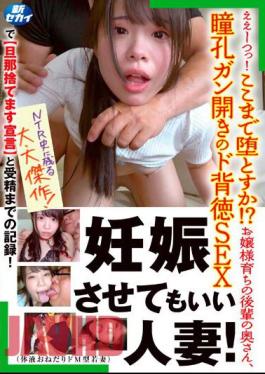 新セカイ
ええーっつ!ここまで堕とすか!?お嬢様育ちの後輩の奥さん、
瞳孔ガン開きのド背徳SEX
で「旦那捨てます宣言」と受精までの記録!
NTR史に残る
大・大傑作!
妊娠
させてもいい
人妻!
(体液おねだりドM型若妻)